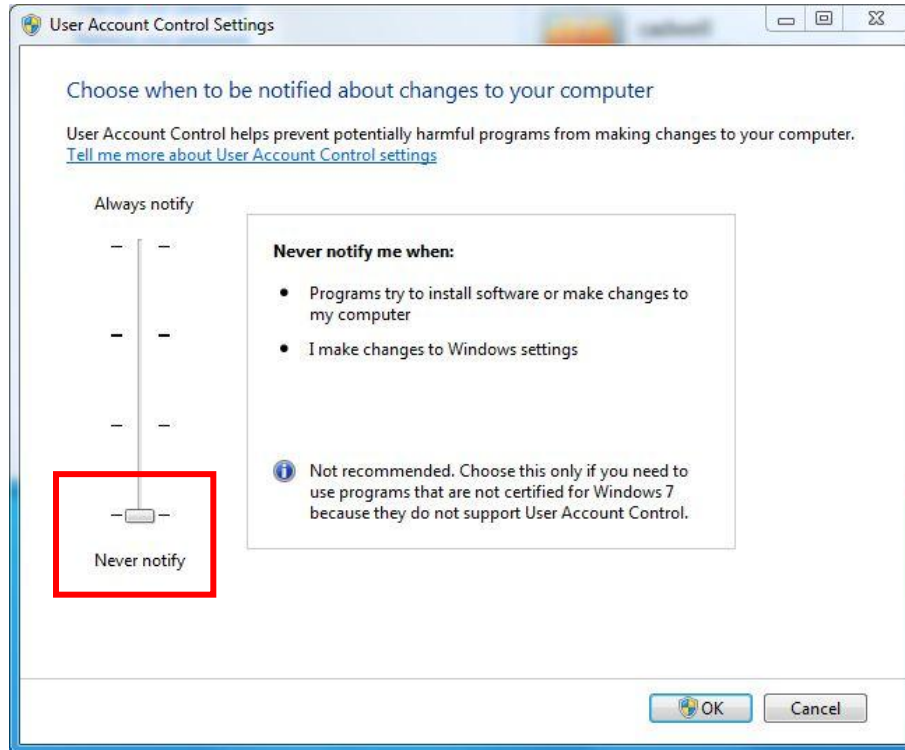 User Account Control Settings
Choose when to be notified about changes to your computer
User Account Control helps prevent potentially harmful programs from making changes to your computer.
Tell me more about User Account Control settings
Always notify
Never notify me when:
• Programs try to install software or make changes to
my computer
• I make changes to Windows settings
Not recommended. Choose this only if you need to
use programs that are not certified for Windows 7
because they do not support User Account Control.
Never notify
OK
Cancel